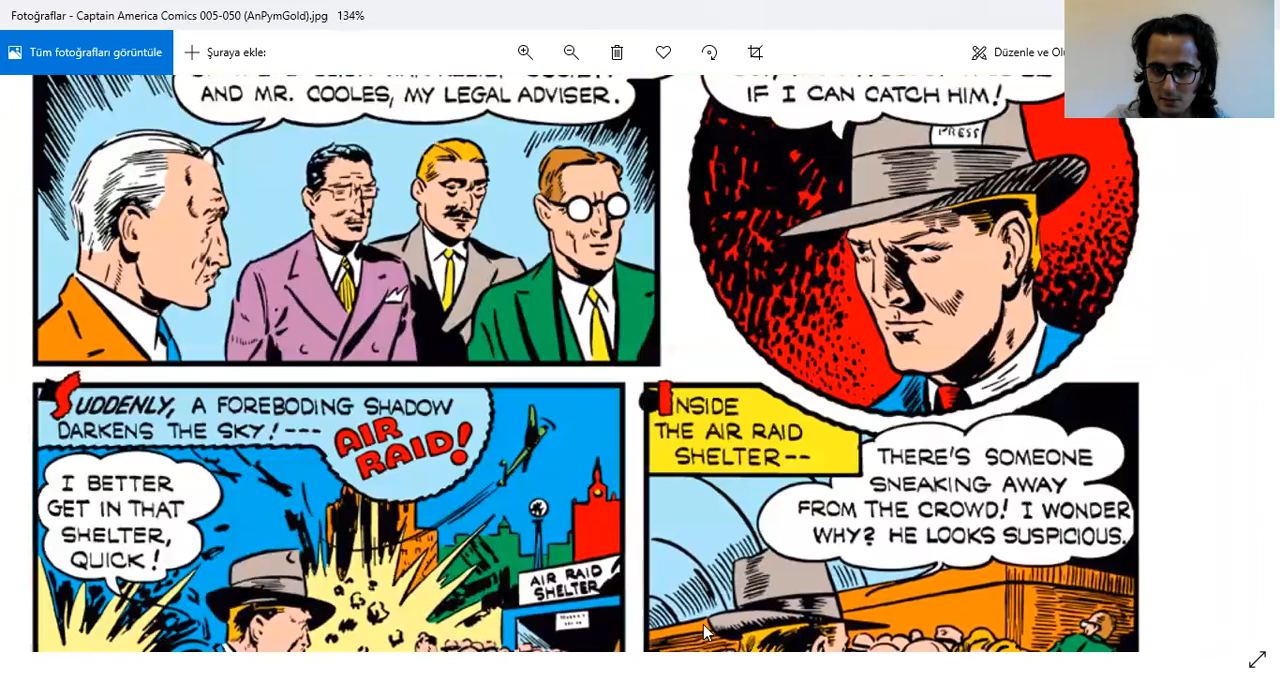 Fotoğraflar - Captain America Comics 005-050 (AnPymGold).jpg 134%
Tüm fotoğrafları görüntüle
Şuraya ekle:
Düzenle ve
AND MR. COOLES, MY LEGAL ADVISER.
IF I CAN CATCH HIM!
PRESS
SUDDENLY, A FOREBODING SHADOW
DARKENS THE SKY!---
AIR
RAID!
I BETTER
GET IN THAT
SHELTER,
QUICK!
AIR RAID
SHELTER
INSIDE
THE AIR RAID
SHELTER--
THERE'S SOMEONE
SNEAKING AWAY
FROM THE CROWD! I WONDER
WHY? HE LOOKS SUSPICIOUS.